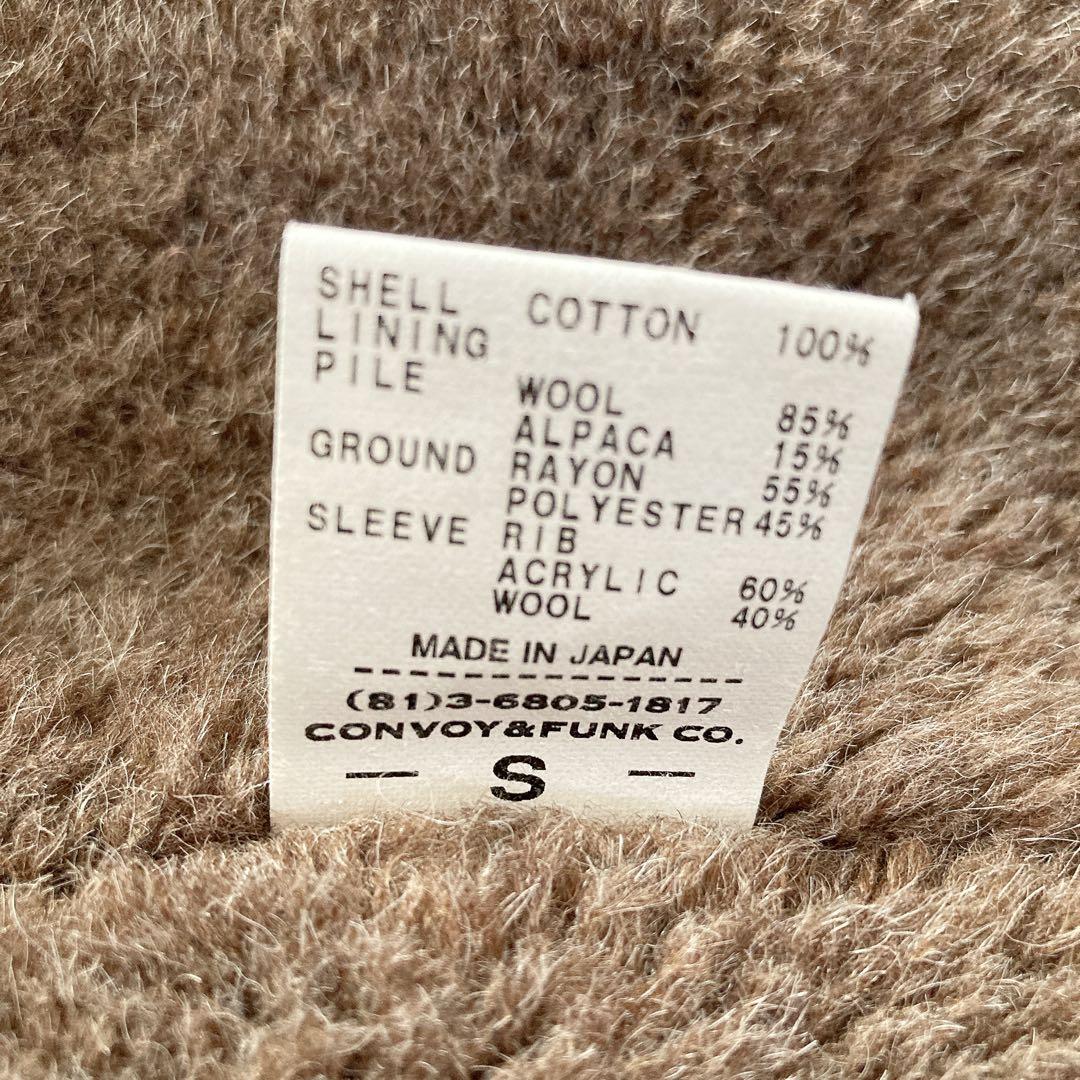 SHELL COTTON 100%
LINING
PILE WOOL 85%
ALPACA 15%
GROUND RAYON 55%
POLYESTER 45%
SLEEVE RIB
ACRYLIC 60%
WOOL 40%
MADE IN JAPAN
(81)3-6805-1817
CONVOY&FUNK CO.
— S —